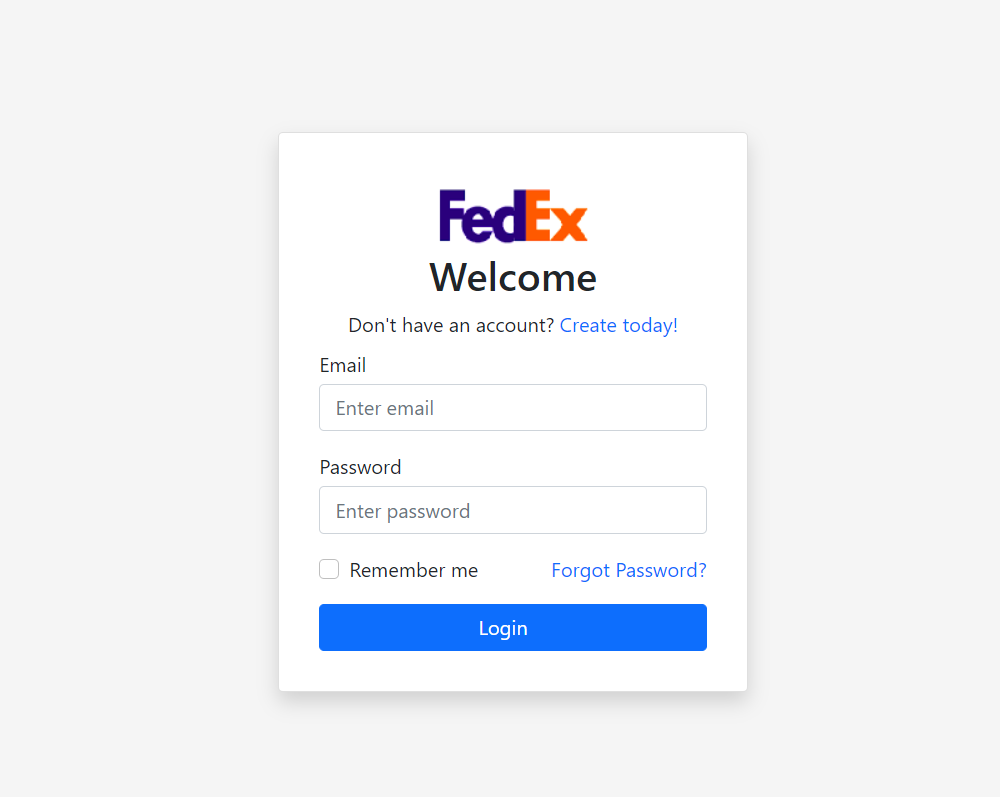 FedEx
Welcome
Don't have an account? Create today!
Email
Enter email
Password
Enter password
Remember me Forgot Password?
Login